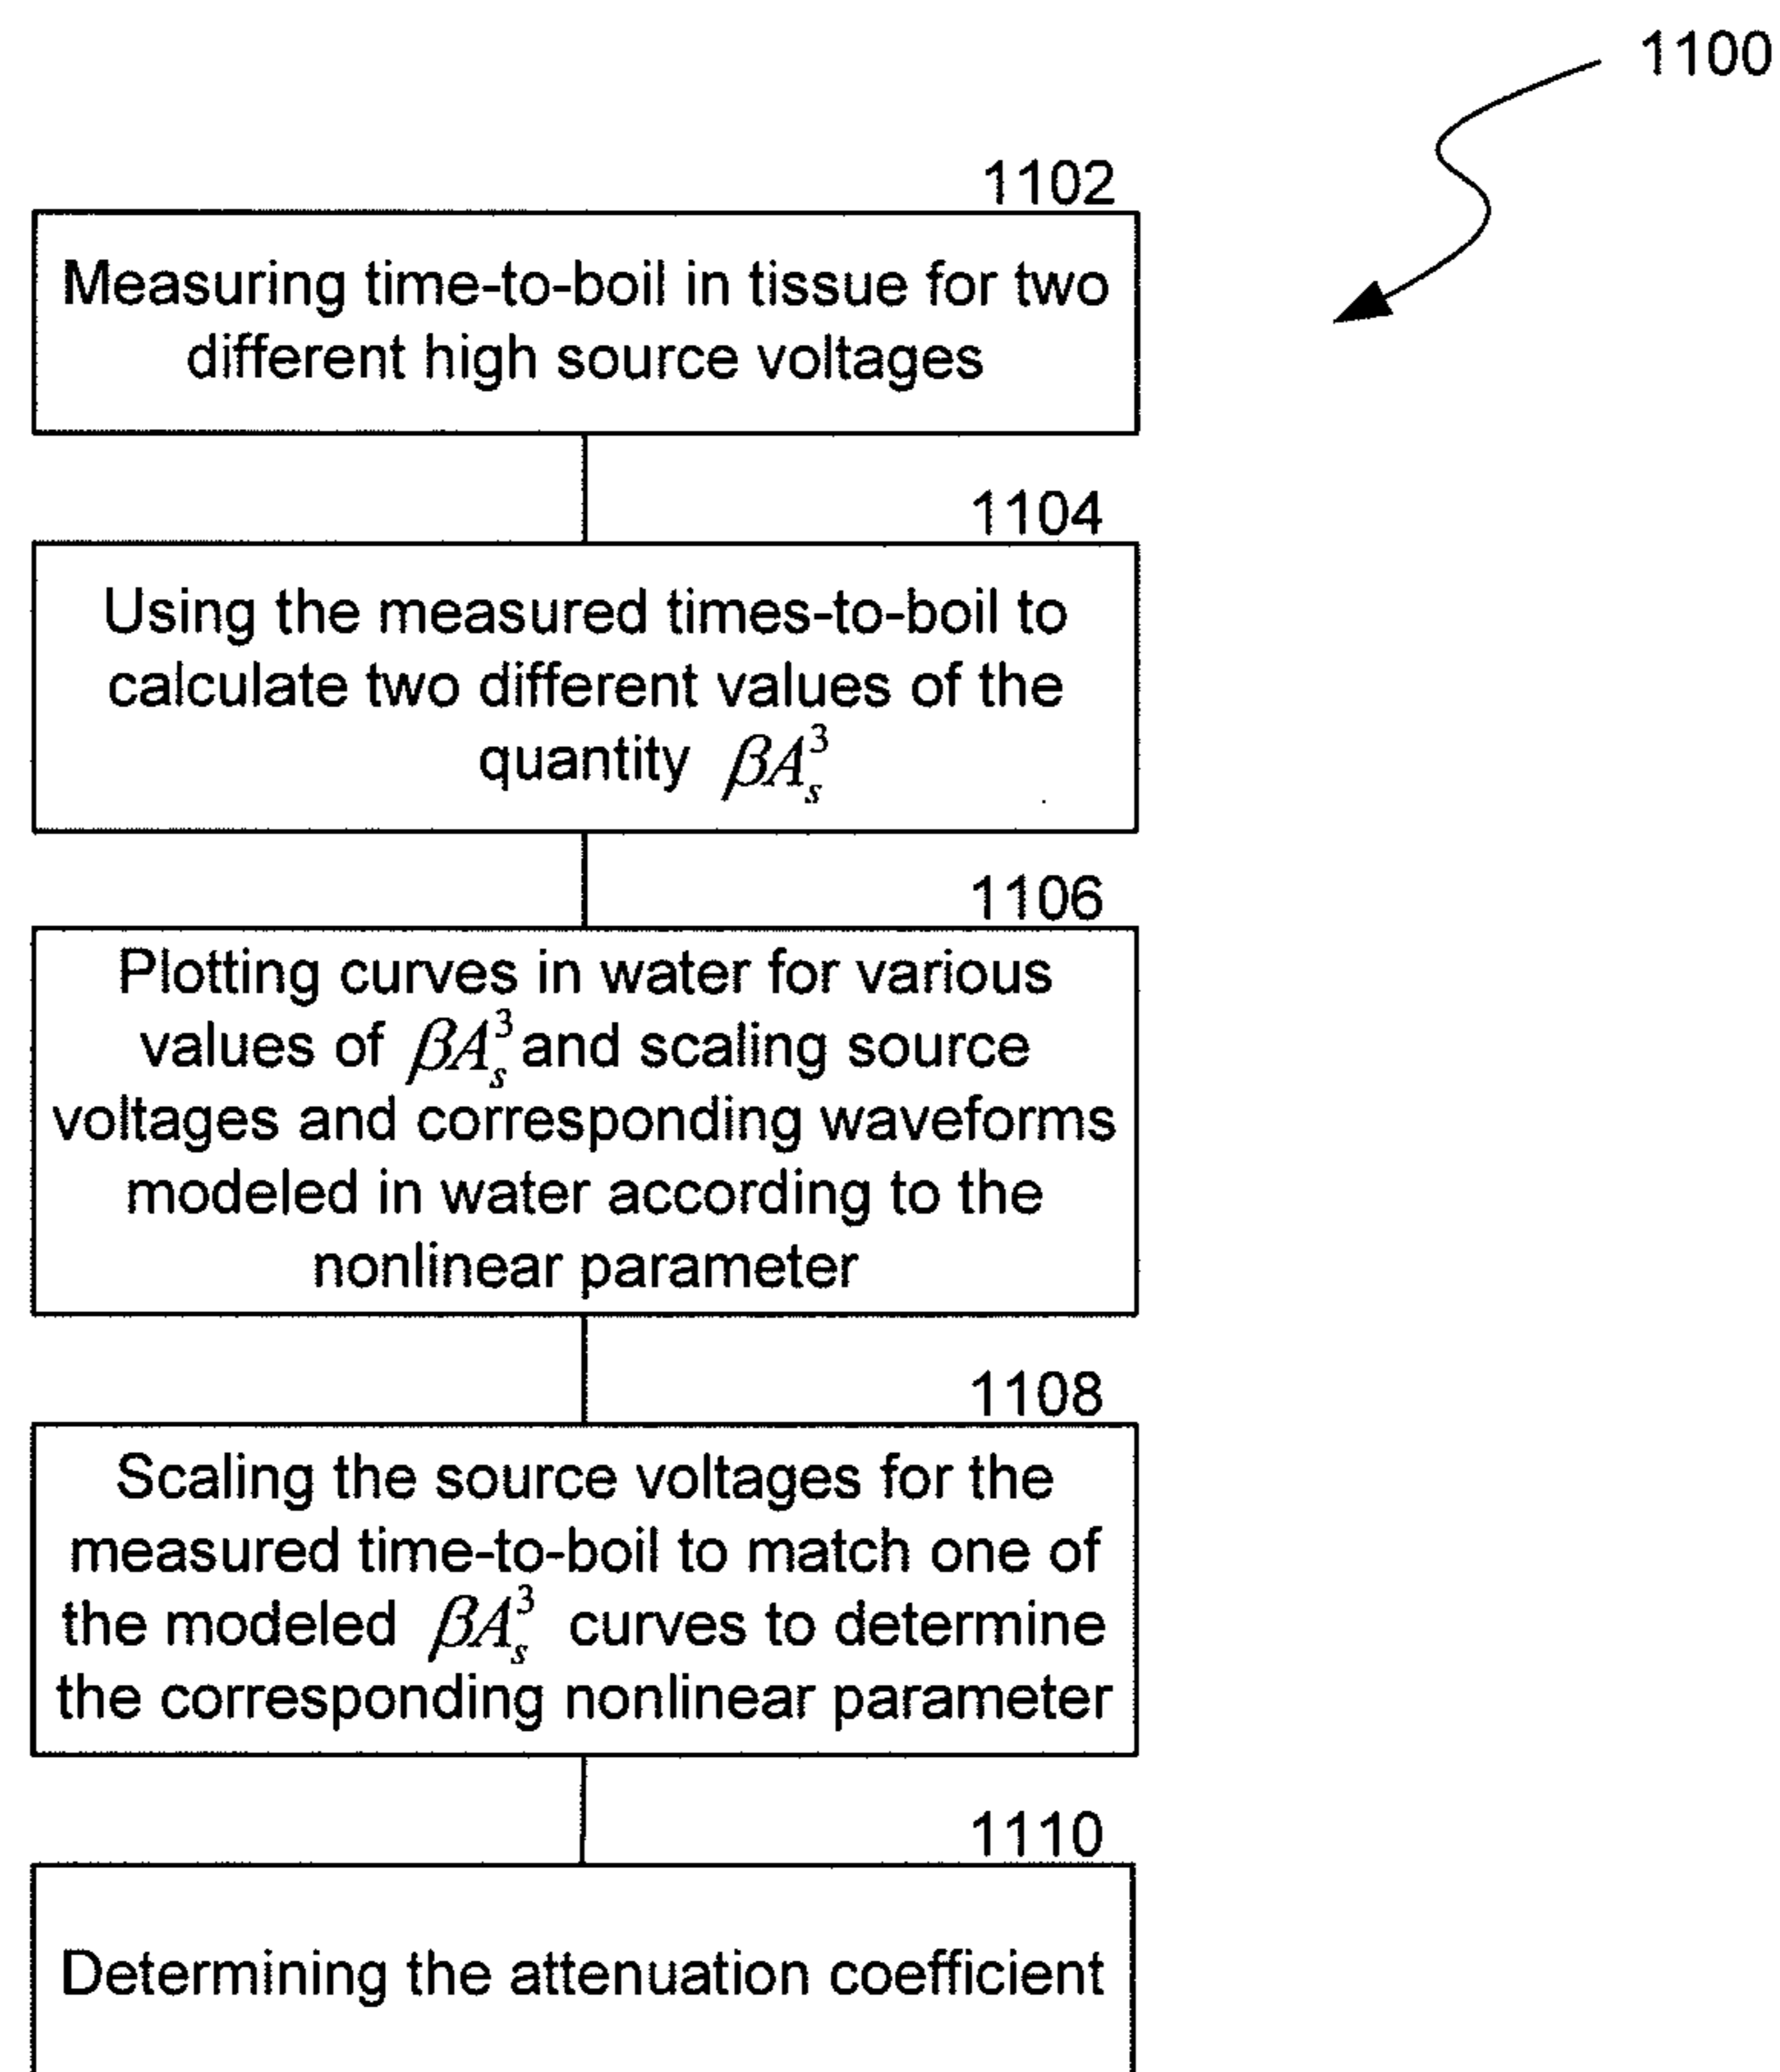 1100
1102
Measuring time-to-boil in tissue for two
different high source voltages
1104
Using the measured times-to-boil to
calculate two different values of the
quantity βA_s^3
1106
Plotting curves in water for various
values of βA_s^3 and scaling source
voltages and corresponding waveforms
modeled in water according to the
nonlinear parameter
1108
Scaling the source voltages for the
measured time-to-boil to match one of
the modeled βA_s^3 curves to determine
the corresponding nonlinear parameter
1110
Determining the attenuation coefficient